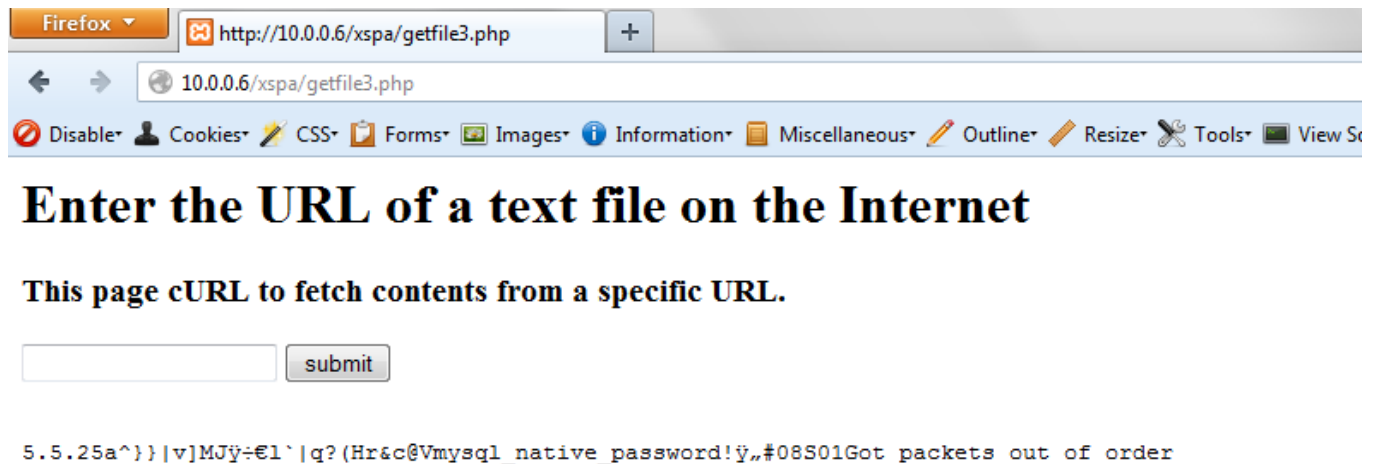 Firefox
http://10.0.0.6/xspa/getfile3.php
10.0.0.6/xspa/getfile3.php
Disable Cookies CSS Forms Images Information Miscellaneous Outline Resize Tools View So
Enter the URL of a text file on the Internet
This page cURL to fetch contents from a specific URL.
submit
5.5.25a^}}|v]MJÿ÷€l`|q?(Hr&c@Vmysql_native_password!ÿ„#08S01Got packets out of order